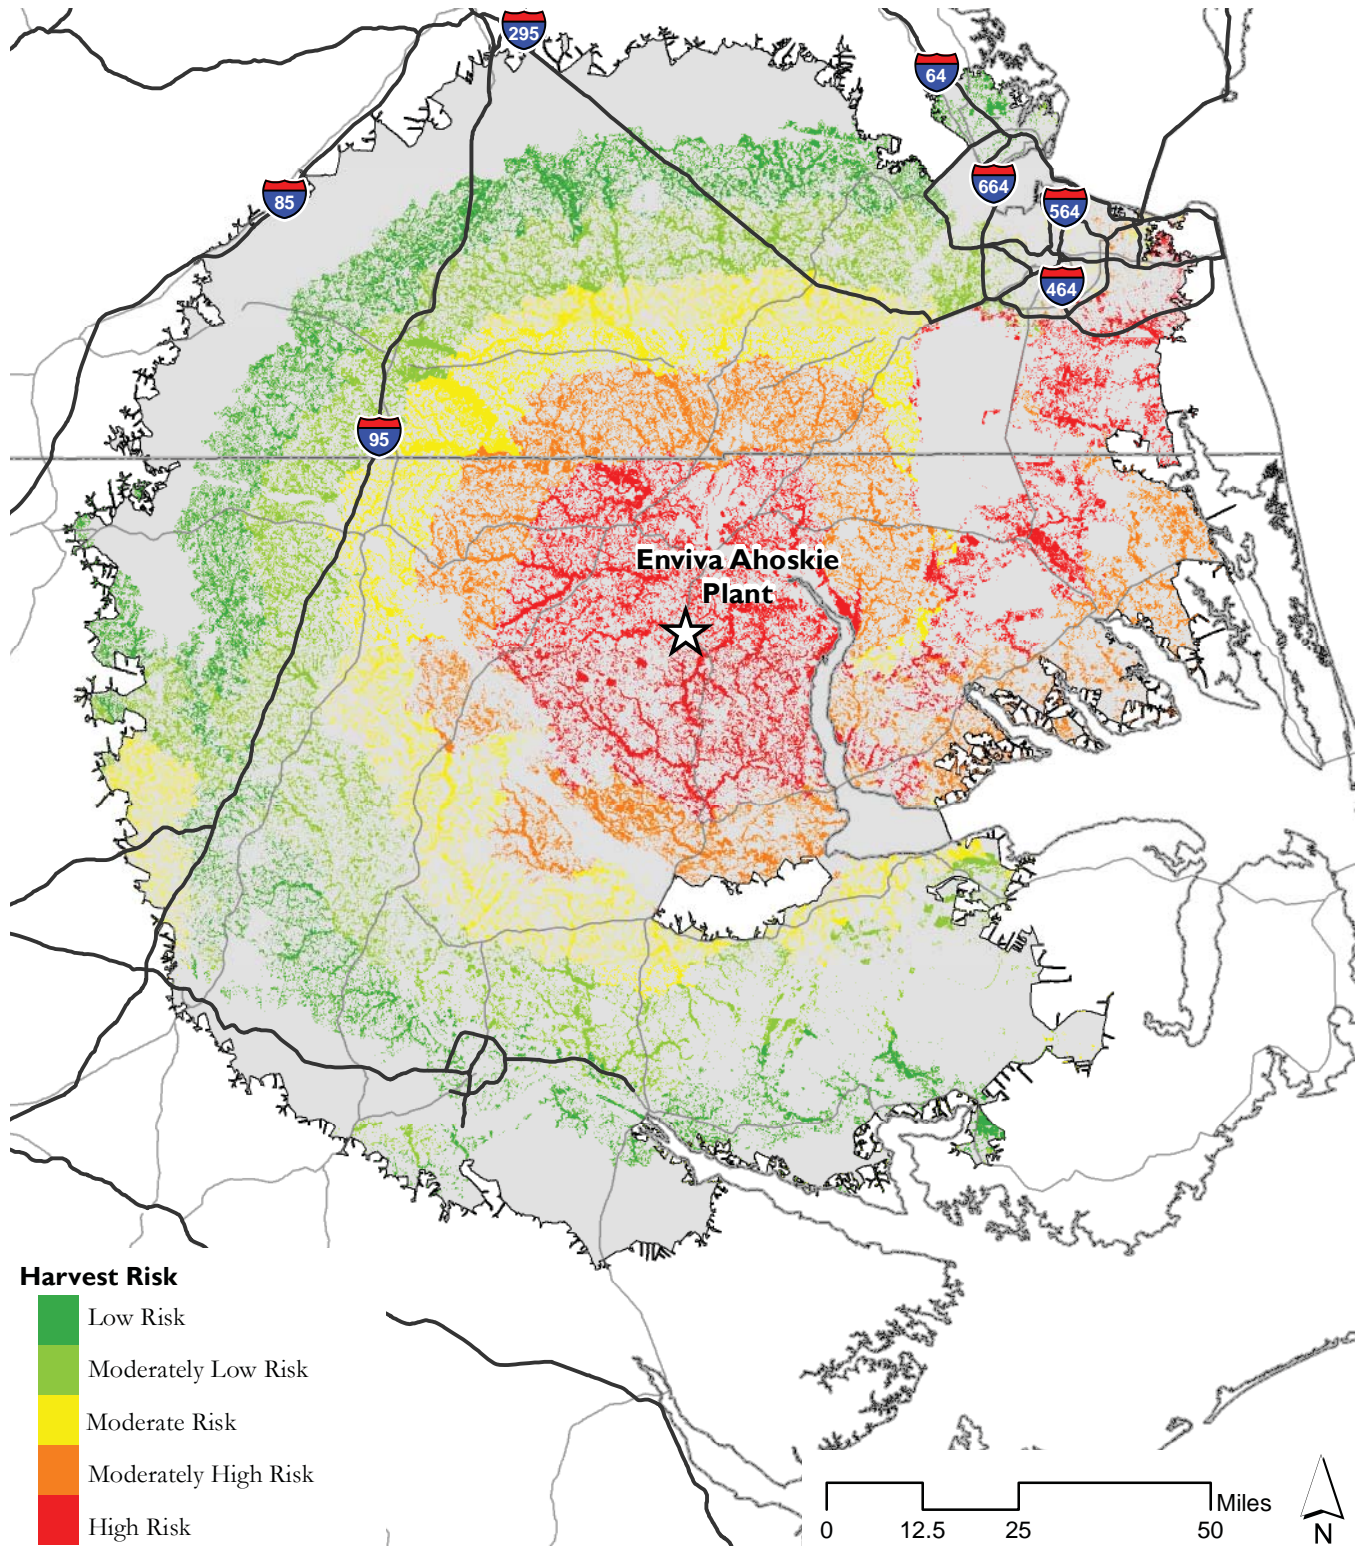 295
64
85
664
564
464
95
Enviva Ahoskie
Plant
Harvest Risk
Low Risk
Moderately Low Risk
Moderate Risk
Moderately High Risk
High Risk
Miles
0 12.5 25 50
N